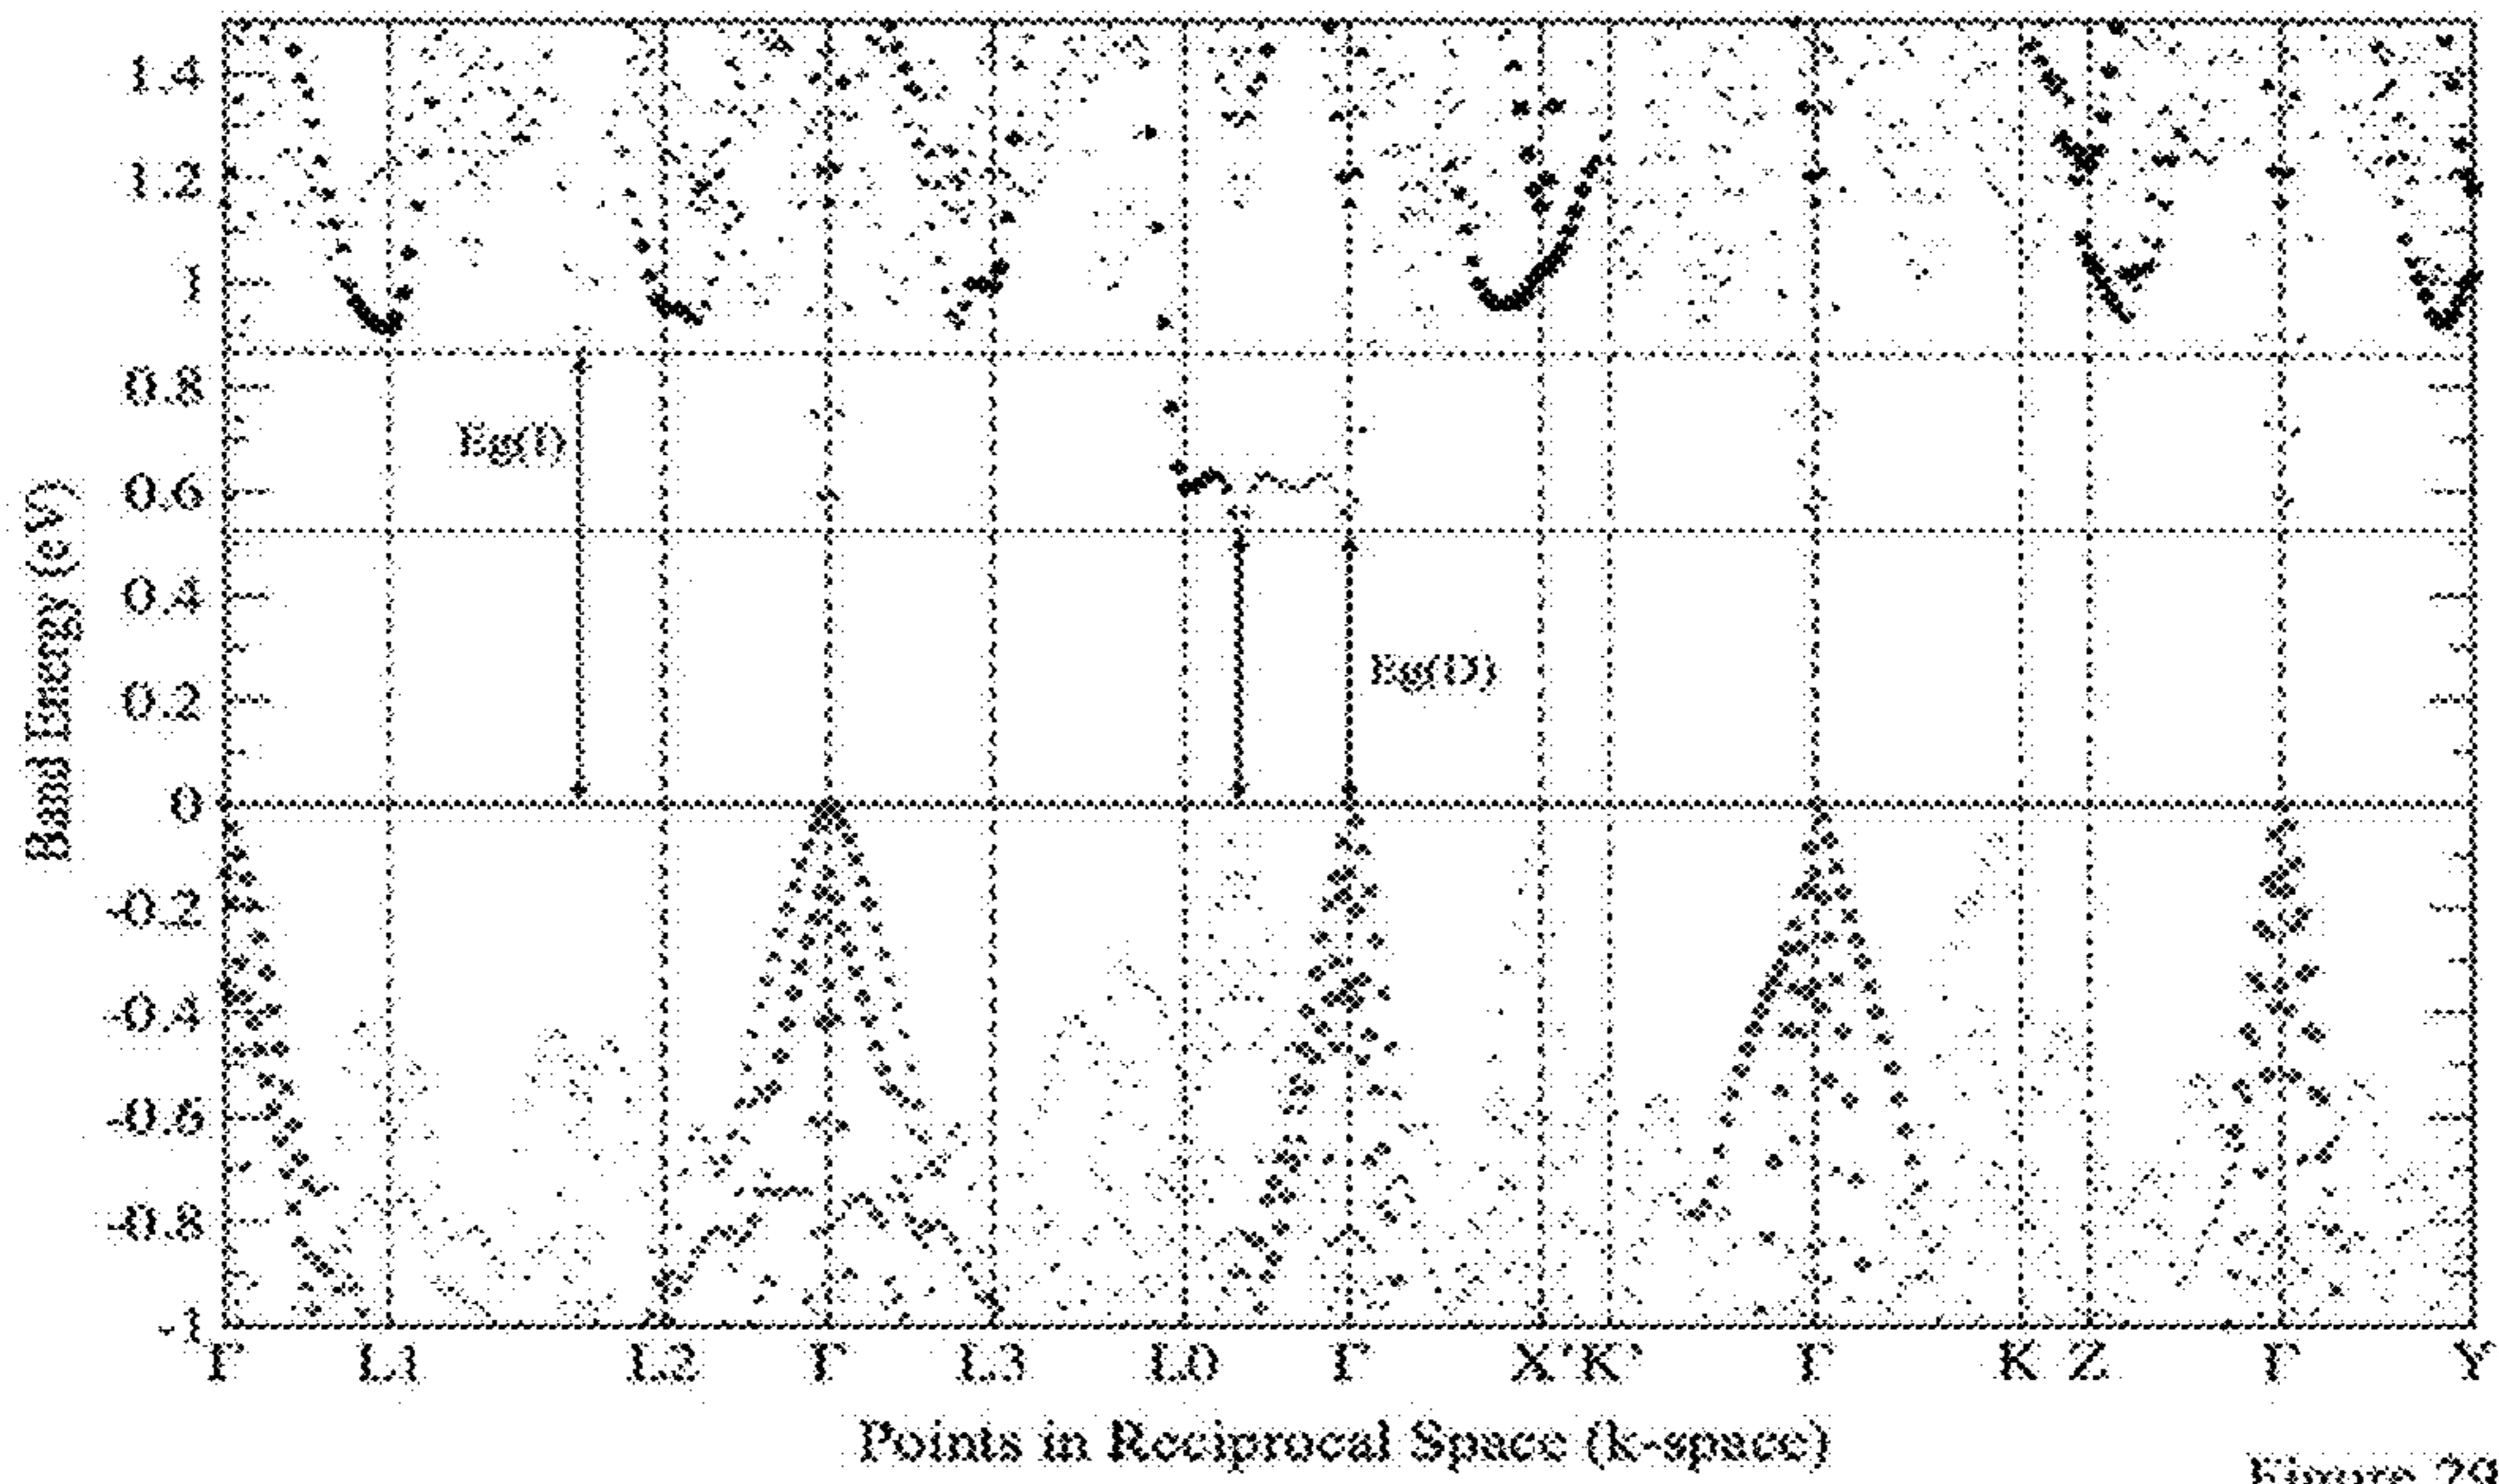 1.4
1.2
1
0.8
Eg(I)
0.6
0.4
Eg(D)
0.2
0
-0.2
-0.4
-0.6
-0.8
-1
Band Energy (eV)
Γ L1 L2 Γ L3 L0 Γ X' K' Γ K Z Γ Y
Points in Reciprocal Space (k-space)
Figure